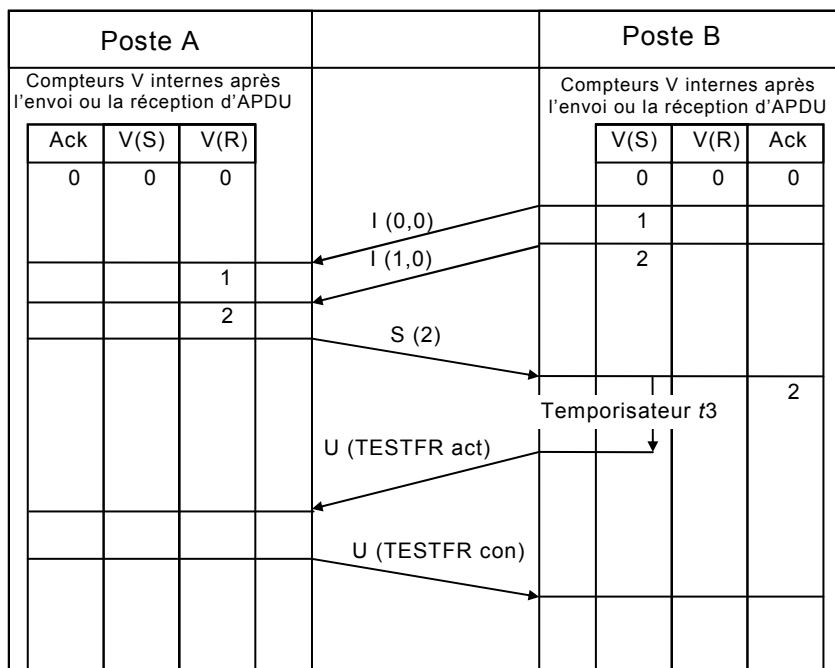 Poste A
Poste B
Compteurs V internes après
l'envoi ou la réception d'APDU
Compteurs V internes après
l'envoi ou la réception d'APDU
Ack V(S) V(R)
V(S) V(R) Ack
0 0 0
0 0 0
I (0,0)
1
I (1,0)
2
1
2
S (2)
2
Temporisateur t3
U (TESTFR act)
U (TESTFR con)